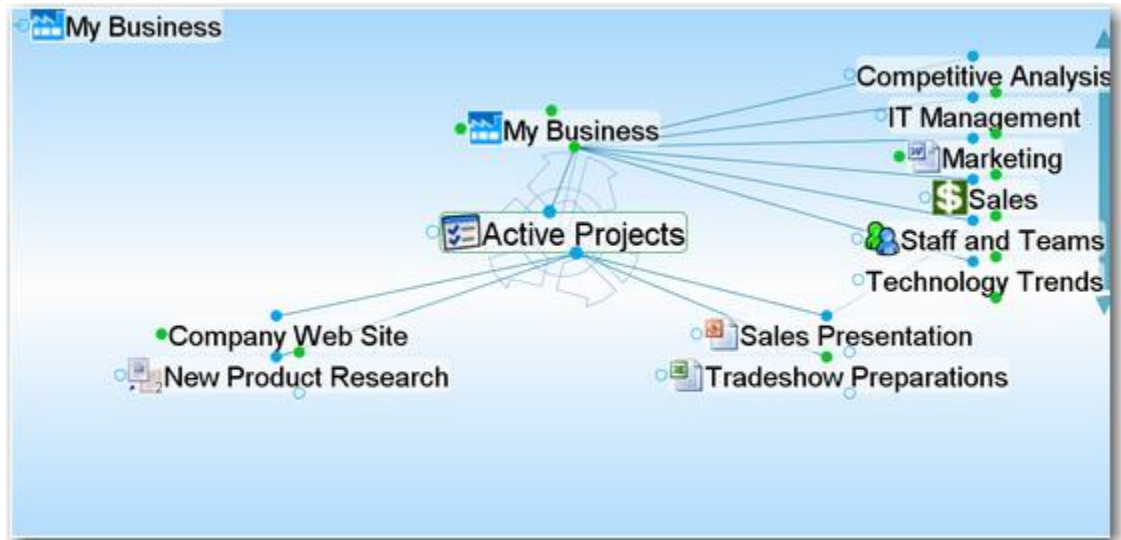 My Business
My Business
Competitive Analysis
IT Management
Marketing
Sales
Active Projects
Staff and Teams
Technology Trends
Company Web Site
Sales Presentation
New Product Research
Tradeshow Preparations